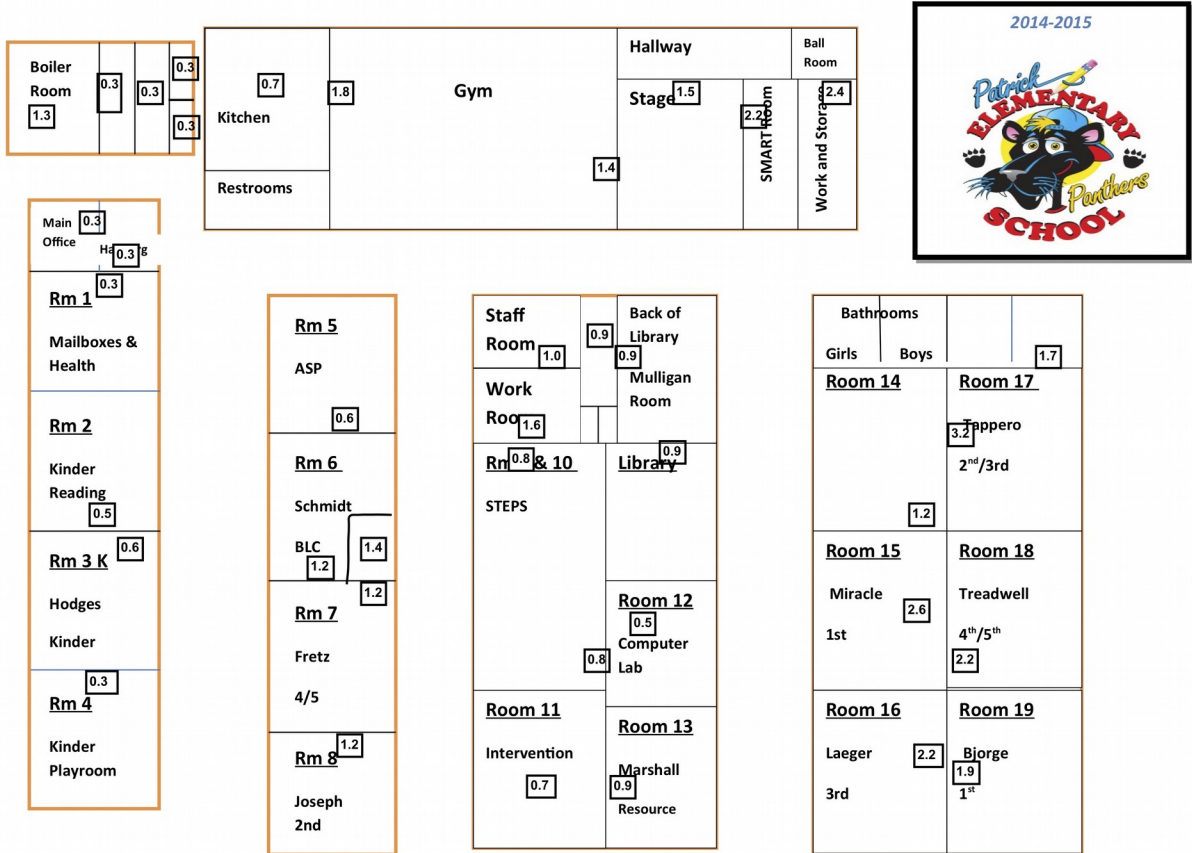 2014-2015
Patrick
ELEMENTARY
Panthers
SCHOOL
Boiler
Room
1.3
0.3
0.3
0.3
0.3
0.7
Kitchen
Restrooms
1.8
Gym
1.4
Hallway
Ball
Room
Stage
1.5
2.2
SMART Room
2.4
Work and Storage
Main
Office
0.3
0.3
0.3
Rm 1
Mailboxes &
Health
Rm 2
Kinder
Reading
0.5
0.6
Rm 3 K
Hodges
Kinder
0.3
Rm 4
Kinder
Playroom
Rm 5
ASP
0.6
Rm 6
Schmidt
BLC
1.2
1.4
1.2
Rm 7
Fretz
4/5
1.2
Rm 8
Joseph
2nd
Staff
Room
1.0
0.9
Back of
Library
0.9
Mulligan
Room
Work
1.6
0.8
& 10
STEPS
0.9
Library
Room 12
0.5
Computer
Lab
0.8
Room 11
Intervention
0.7
Room 13
Marshall
0.9
Resource
Bathrooms
Girls Boys
1.7
Room 14
1.2
Room 17
3.2
Tappero
2nd/3rd
Room 15
Miracle
2.6
1st
Room 18
Treadwell
4th/5th
2.2
Room 16
Laeger
2.2
3rd
Room 19
Bjorge
1.9
1st